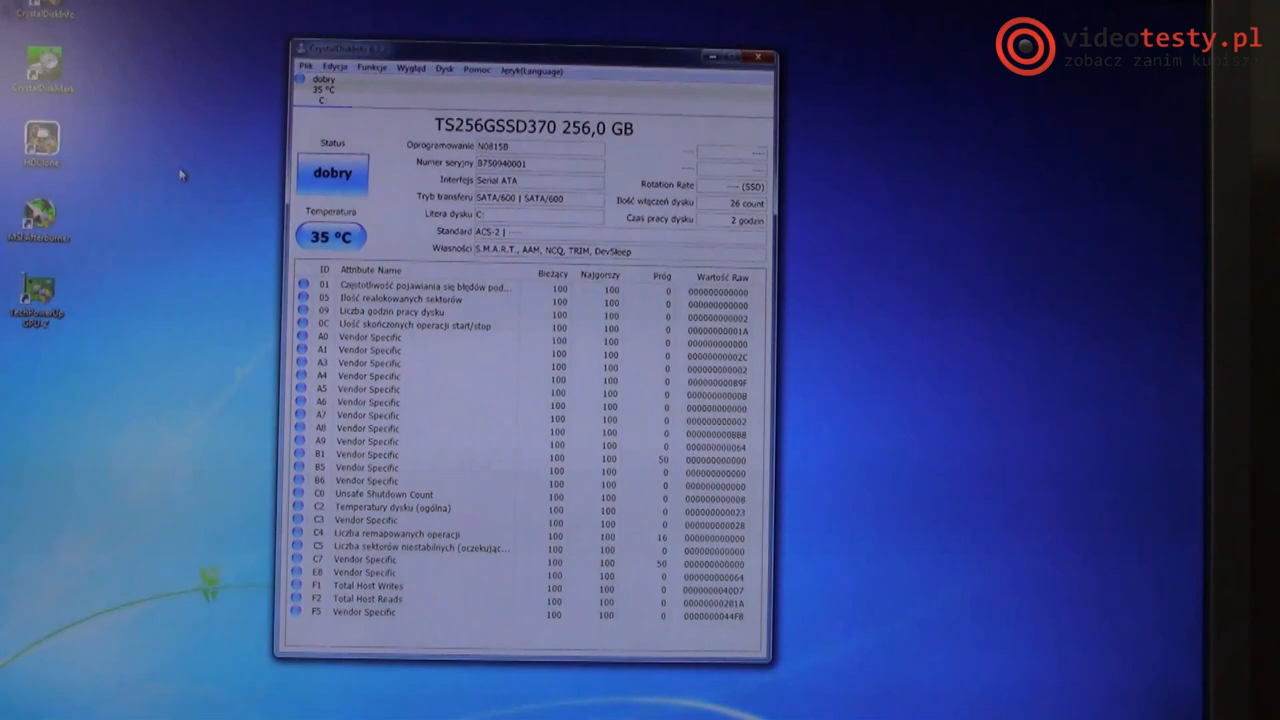 CrystalDiskInfo
CrystalDiskMark
HDClone
MSI Afterburner
TechPowerUp
GPU-Z
videotesty.pl
zobacz zanim kupisz
Plik Edycja Funkcje Wygląd Dysk Pomoc Język(Language)
dobry
35 °C
C:
TS256GSSD370 256,0 GB
Status
dobry
Temperatura
35 °C
Oprogramowanie N0815B
Numer seryjny B750940001
Interfejs Serial ATA
Tryb transferu SATA/600 | SATA/600
Litera dysku C:
Standard ACS-2 | ----
Własności S.M.A.R.T., AAM, NCQ, TRIM, DevSleep
Rotation Rate ---- (SSD)
Ilość włączeń dysku 26 count
Czas pracy dysku 2 godzin
ID Attribute Name Bieżący Najgorszy Próg Wartość Raw
01 Częstotliwość pojawiania się błędów pod... 100 100 0 000000000000
05 Ilość realokowanych sektorów 100 100 0 000000000000
09 Liczba godzin pracy dysku 100 100 0 000000000002
0C Ilość skończonych operacji start/stop 100 100 0 00000000001A
A0 Vendor Specific 100 100 0 000000000000
A1 Vendor Specific 100 100 0 00000000002C
A3 Vendor Specific 100 100 0 000000000002
A4 Vendor Specific 100 100 0 00000000089F
A5 Vendor Specific 100 100 0 00000000000B
A6 Vendor Specific 100 100 0 000000000000
A7 Vendor Specific 100 100 0 000000000002
A8 Vendor Specific 100 100 0 000000000BB8
A9 Vendor Specific 100 100 0 000000000064
B1 Vendor Specific 100 100 50 000000000000
B5 Vendor Specific 100 100 0 000000000000
B6 Vendor Specific 100 100 0 000000000000
C0 Unsafe Shutdown Count 100 100 0 000000000008
C2 Temperatury dysku (ogólna) 100 100 0 000000000023
C3 Vendor Specific 100 100 0 000000000028
C4 Liczba remapowanych operacji 100 100 16 000000000000
C5 Liczba sektorów niestabilnych (oczekując... 100 100 0 000000000000
C7 Vendor Specific 100 100 50 000000000000
E8 Vendor Specific 100 100 0 000000000064
F1 Total Host Writes 100 100 0 0000000040D7
F2 Total Host Reads 100 100 0 000000002B1A
F5 Vendor Specific 100 100 0 0000000044F8